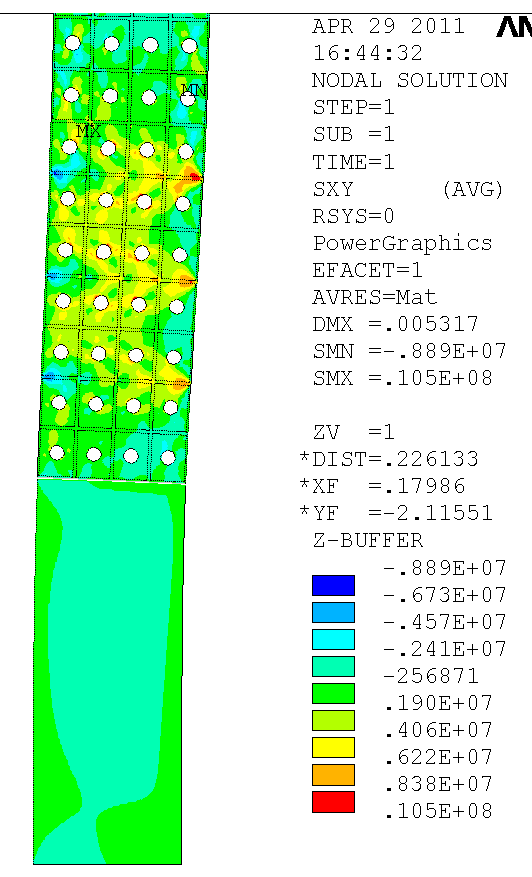 APR 29 2011
16:44:32
NODAL SOLUTION
STEP=1
SUB =1
TIME=1
SXY (AVG)
RSYS=0
PowerGraphics
EFACET=1
AVRES=Mat
DMX =.005317
SMN =-.889E+07
SMX =.105E+08
ZV =1
*DIST=.226133
*XF =.17986
*YF =-2.11551
Z-BUFFER
-.889E+07
-.673E+07
-.457E+07
-.241E+07
-256871
.190E+07
.406E+07
.622E+07
.838E+07
.105E+08
MN
MX